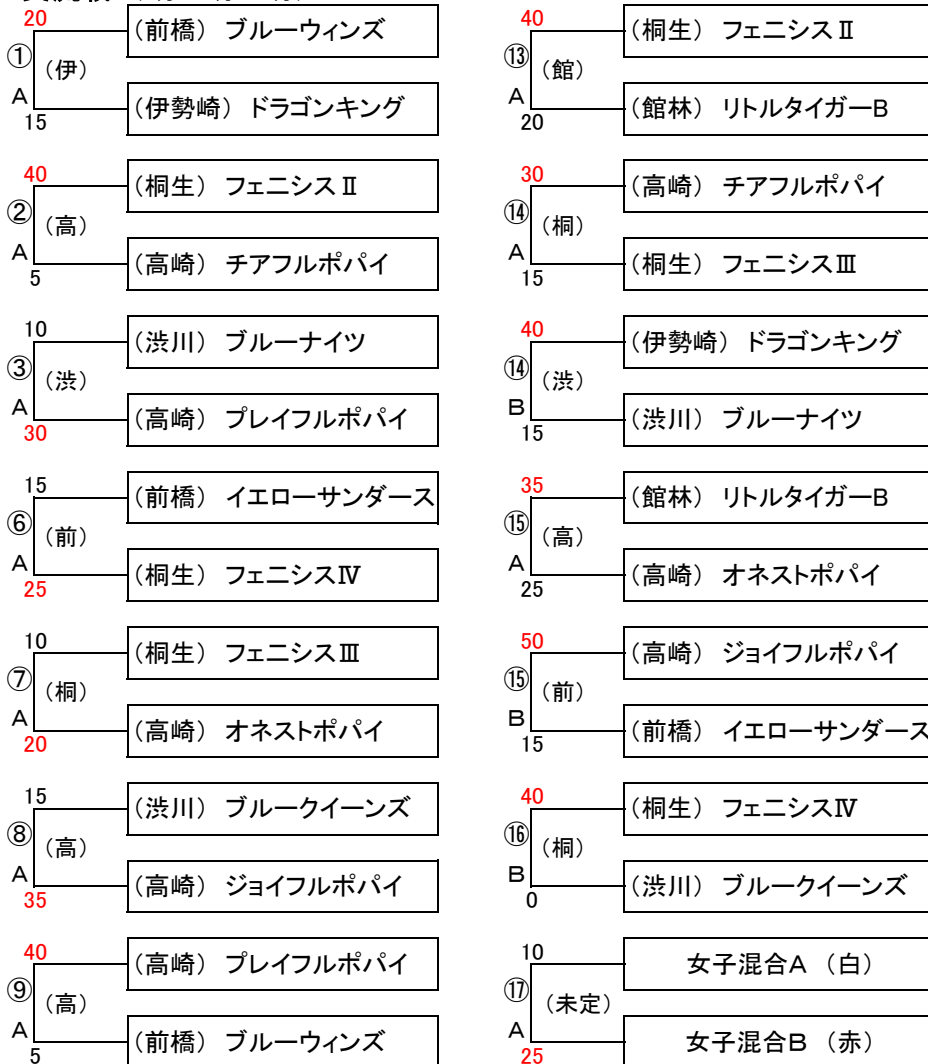 20
(前橋) ブルーウィンズ
①
(伊)
A
(伊勢崎) ドラゴンキング
15
40
(桐生) フェニシスⅡ
②
(高)
A
(高崎) チアフルポパイ
5
10
(渋川) ブルーナイツ
③
(渋)
A
(高崎) プレイフルポパイ
30
15
(前橋) イエローサンダース
⑥
(前)
A
(桐生) フェニシスⅣ
25
10
(桐生) フェニシスⅢ
⑦
(桐)
A
(高崎) オネストポパイ
20
15
(渋川) ブルークイーンズ
⑧
(高)
A
(高崎) ジョイフルポパイ
35
40
(高崎) プレイフルポパイ
⑨
(高)
A
(前橋) ブルーウィンズ
5
40
(桐生) フェニシスⅡ
⑬
(館)
A
(館林) リトルタイガーB
20
30
(高崎) チアフルポパイ
⑭
(桐)
A
(桐生) フェニシスⅢ
15
40
(伊勢崎) ドラゴンキング
⑭
(渋)
B
(渋川) ブルーナイツ
15
35
(館林) リトルタイガーB
⑮
(高)
A
(高崎) オネストポパイ
25
50
(高崎) ジョイフルポパイ
⑮
(前)
B
(前橋) イエローサンダース
15
40
(桐生) フェニシスⅣ
⑯
(桐)
B
(渋川) ブルークイーンズ
0
10
女子混合A (白)
⑰
(未定)
A
女子混合B (赤)
25